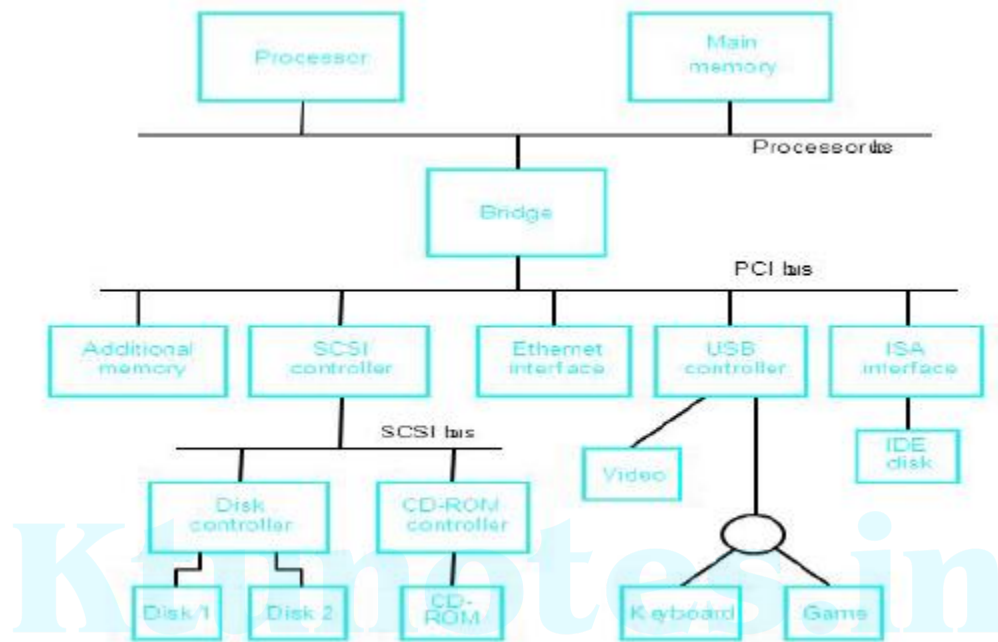 Processor
Main
memory
Processor
Bridge
PCI bus
Additional
memory
SCSI
controller
Ethernet
interface
USB
controller
ISA
interface
SCSI bus
IDE
disk
Video
Disk
controller
CD-ROM
controller
Disk 1
Disk 2
CD-
ROM
Keyboard
Game
Ktunotes.in